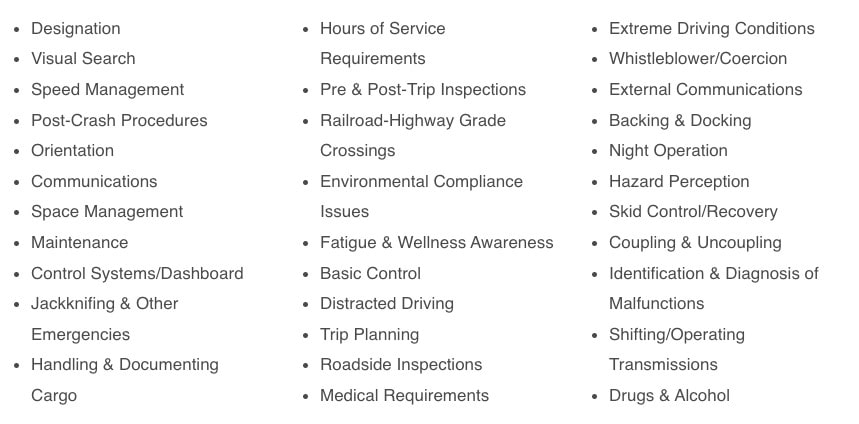 Designation
Visual Search
Speed Management
Post-Crash Procedures
Orientation
Communications
Space Management
Maintenance
Control Systems/Dashboard
Jackknifing & Other
Emergencies
Handling & Documenting
Cargo
Hours of Service
Requirements
Pre & Post-Trip Inspections
Railroad-Highway Grade
Crossings
Environmental Compliance
Issues
Fatigue & Wellness Awareness
Basic Control
Distracted Driving
Trip Planning
Roadside Inspections
Medical Requirements
Extreme Driving Conditions
Whistleblower/Coercion
External Communications
Backing & Docking
Night Operation
Hazard Perception
Skid Control/Recovery
Coupling & Uncoupling
Identification & Diagnosis of
Malfunctions
Shifting/Operating
Transmissions
Drugs & Alcohol